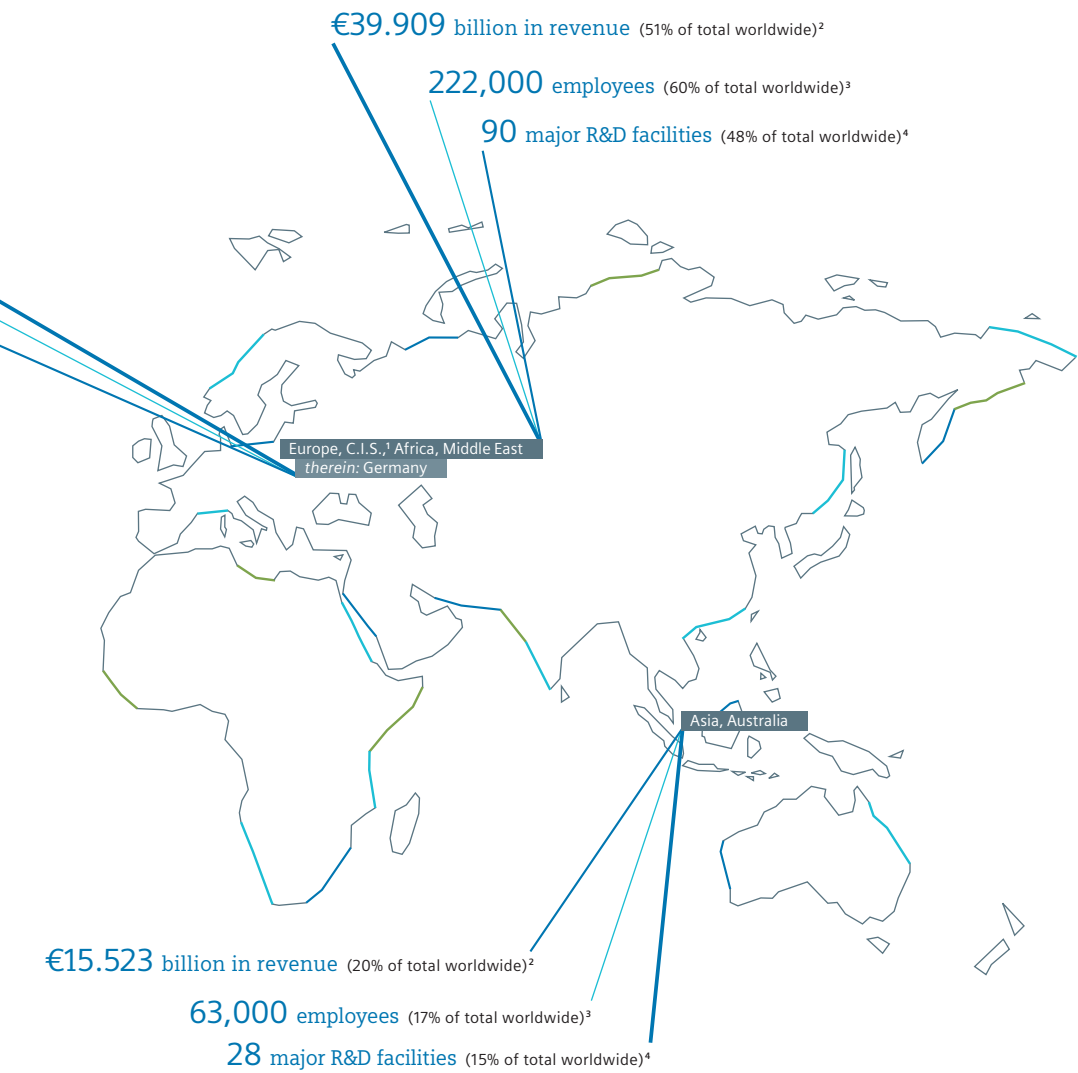 €39.909 billion in revenue (51% of total worldwide)²
222,000 employees (60% of total worldwide)³
90 major R&D facilities (48% of total worldwide)⁴
Europe, C.I.S.,¹ Africa, Middle East
therein: Germany
Asia, Australia
€15.523 billion in revenue (20% of total worldwide)²
63,000 employees (17% of total worldwide)³
28 major R&D facilities (15% of total worldwide)⁴